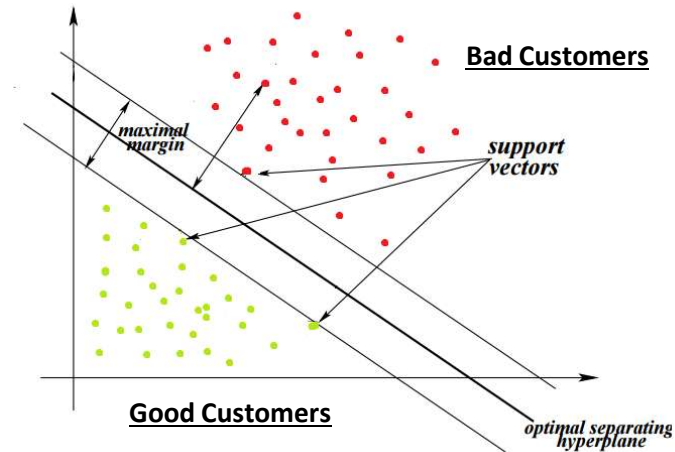 Bad Customers
maximal
margin
support
vectors
Good Customers
optimal separating
hyperplane